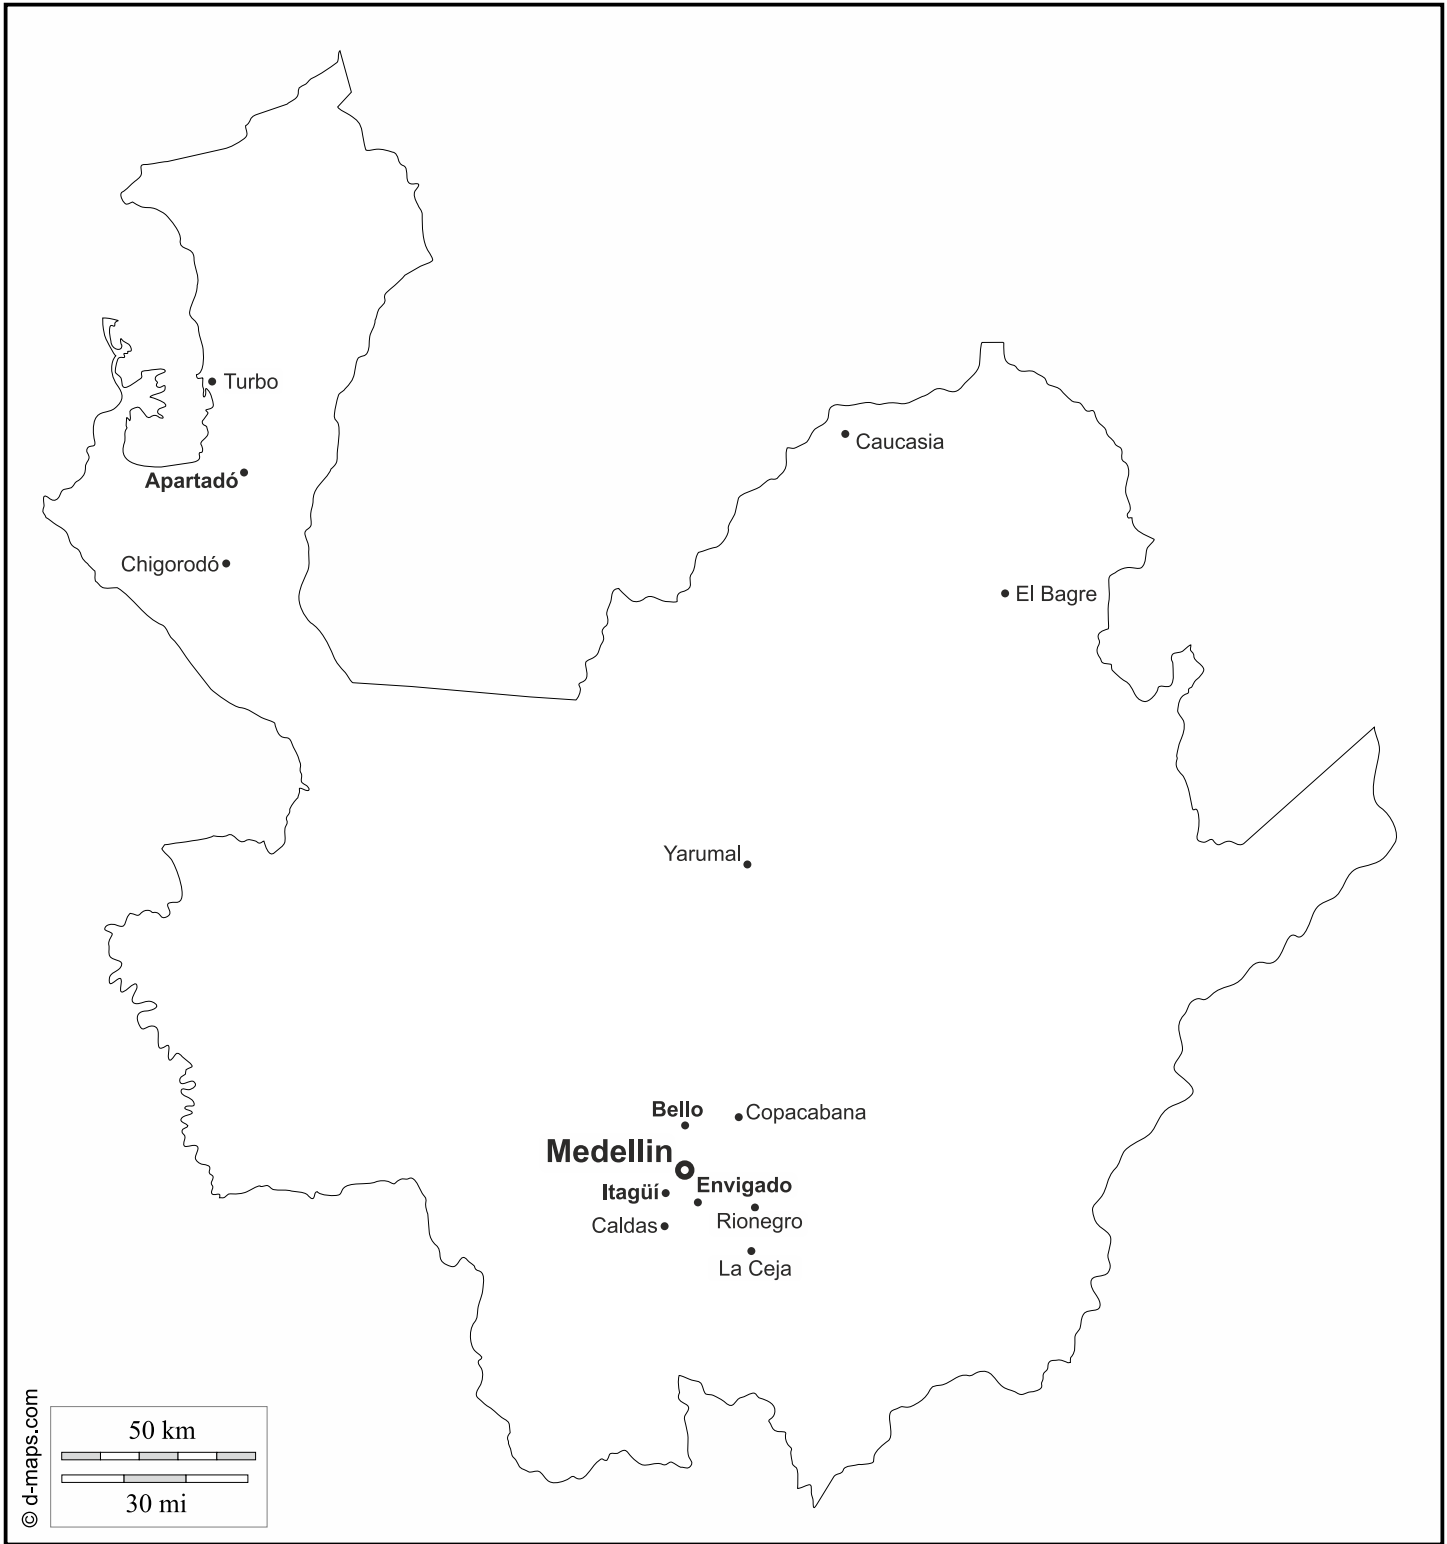 Turbo
Caucasia
Apartadó
Chigorodó
El Bagre
Yarumal
Bello
Copacabana
Medellin
Itagüí
Envigado
Caldas
Rionegro
La Ceja
50 km
30 mi
© d-maps.com